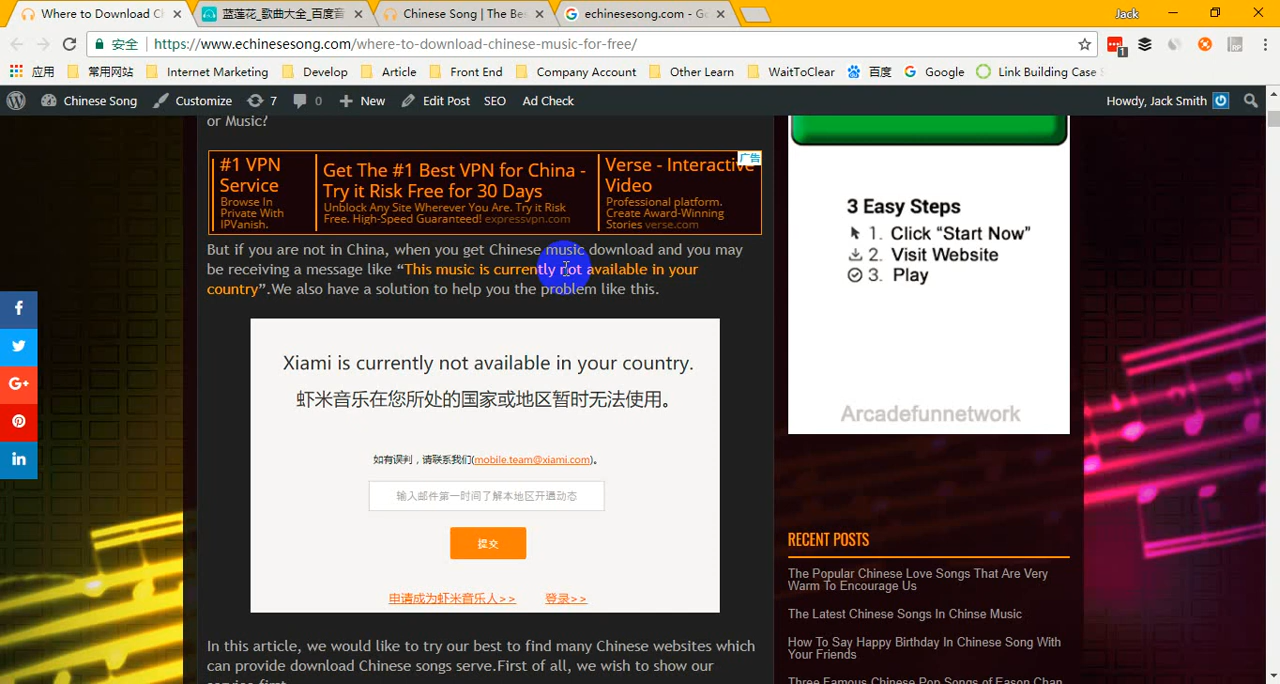 Where to Download C
蓝莲花_歌曲大全_百度音
Chinese Song | The Be
echinesesong.com - G
Jack
安全
https://www.echinesesong.com/where-to-download-chinese-music-for-free/
1
应用
常用网站
Internet Marketing
Develop
Article
Front End
Company Account
Other Learn
WaitToClear
百度
Google
Link Building Case
Chinese Song
Customize
7
0
New
Edit Post
SEO
Ad Check
Howdy, Jack Smith
or Music?
#1 VPN
Service
Browse In
Private With
IPVanish.
Get The #1 Best VPN for China -
Try it Risk Free for 30 Days
Unblock Any Site Wherever You Are. Try it Risk
Free. High-Speed Guaranteed! expressvpn.com
Verse - Interactive
Video
Professional platform.
Create Award-Winning
Stories verse.com
广告
But if you are not in China, when you get Chinese music download and you may
be receiving a message like “This music is currently not available in your
country”.We also have a solution to help you the problem like this.
Xiami is currently not available in your country.
虾米音乐在您所处的国家或地区暂时无法使用。
如有误判，请联系我们(mobile.team@xiami.com)。
输入邮件第一时间了解本地区开通动态
提交
申请成为虾米音乐人>>
登录>>
In this article, we would like to try our best to find many Chinese websites which
can provide download Chinese songs serve.First of all, we wish to show our
service first.
3 Easy Steps
1. Click “Start Now”
2. Visit Website
3. Play
Arcadefunnetwork
RECENT POSTS
The Popular Chinese Love Songs That Are Very
Warm To Encourage Us
The Latest Chinese Songs In Chinse Music
How To Say Happy Birthday In Chinese Song With
Your Friends
Three Famous Chinese Pop Songs of Eason Chan